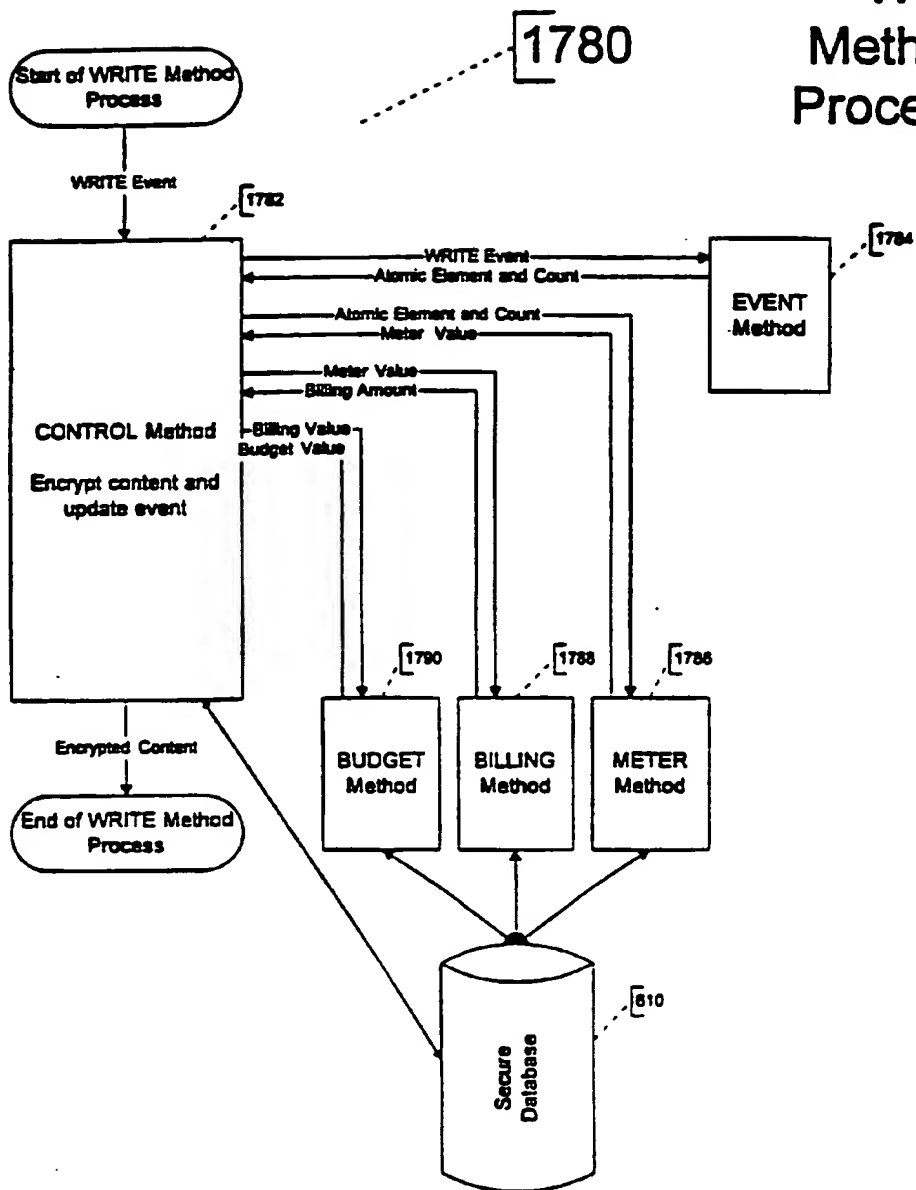 1780
Start of WRITE Method
Process
WRITE Event
1782
WRITE Event
Atomic Element and Count
1784
EVENT
Method
Atomic Element and Count
Meter Value
Meter Value
Billing Amount
CONTROL Method
Encrypt content and
update event
Billing Value
Budget Value
1790
1788
1786
Encrypted Content
BUDGET
Method
BILLING
Method
METER
Method
End of WRITE Method
Process
610
Secure
Database